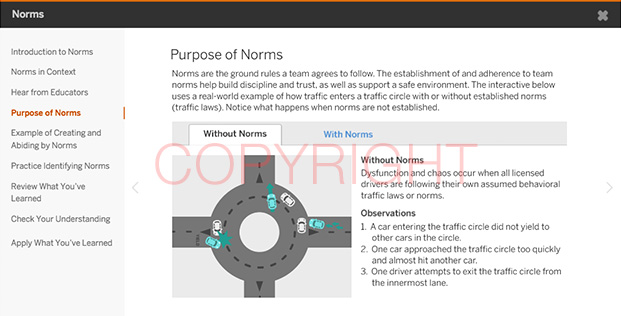 Norms
Introduction to Norms
Norms in Context
Hear from Educators
Purpose of Norms
Example of Creating and
Abiding by Norms
Practice Identifying Norms
Review What You've
Learned
Check Your Understanding
Apply What You've Learned
Purpose of Norms
Norms are the ground rules a team agrees to follow. The establishment of and adherence to team
norms help build discipline and trust, as well as support a safe environment. The interactive below
uses a real-world example of how traffic enters a traffic circle with or without established norms
(traffic laws). Notice what happens when norms are not established.
Without Norms
With Norms
COPYRIGHT
Without Norms
Dysfunction and chaos occur when all licensed
drivers are following their own assumed behavioral
traffic laws or norms.
Observations
1. A car entering the traffic circle did not yield to
other cars in the circle.
2. One car approached the traffic circle too quickly
and almost hit another car.
3. One driver attempts to exit the traffic circle from
the innermost lane.